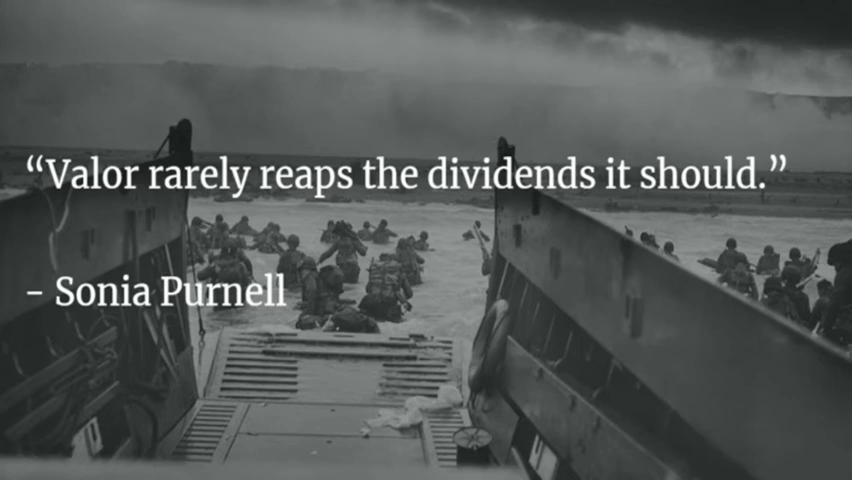 “Valor rarely reaps the dividends it should.”
- Sonia Purnell